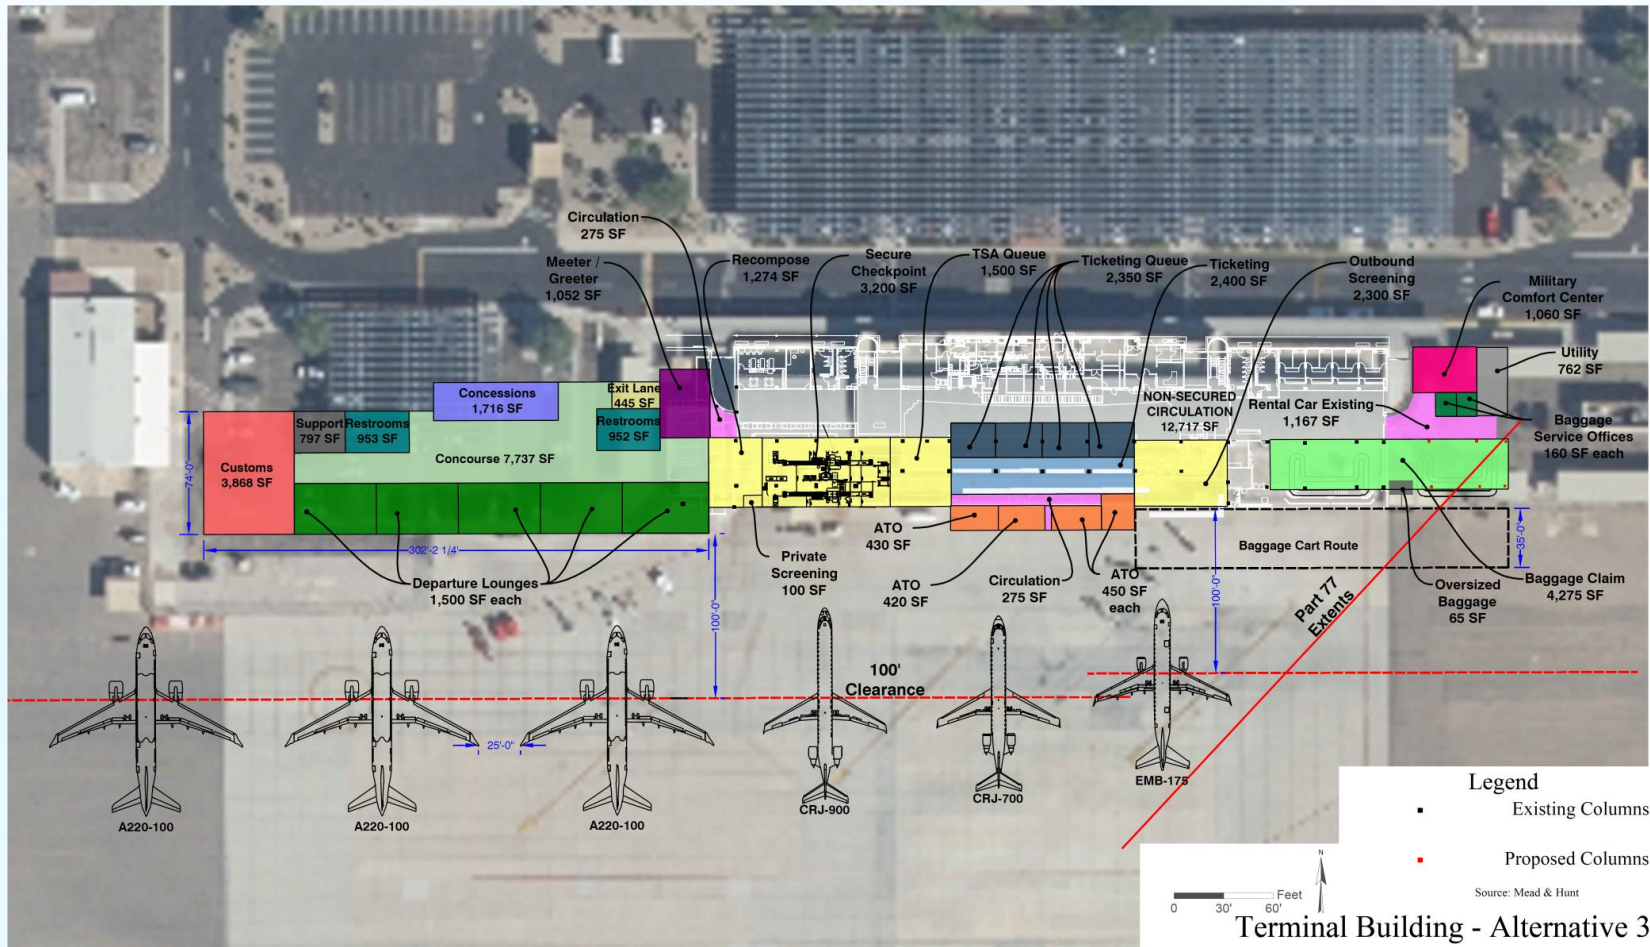 Circulation
275 SF
Meeter /
Greeter
1,052 SF
Recompose
1,274 SF
Secure
Checkpoint
3,200 SF
TSA Queue
1,500 SF
Ticketing Queue
2,350 SF
Ticketing
2,400 SF
Outbound
Screening
2,300 SF
Military
Comfort Center
1,060 SF
Utility
762 SF
Concessions
1,716 SF
Exit Lane
445 SF
NON-SECURED
CIRCULATION
12,717 SF
Rental Car Existing
1,167 SF
Baggage
Service Offices
160 SF each
Support
797 SF
Restrooms
953 SF
Restrooms
952 SF
Customs
3,868 SF
Concourse 7,737 SF
74'-0"
302'-2 1/4'
Departure Lounges
1,500 SF each
Private
Screening
100 SF
ATO
430 SF
ATO
420 SF
Circulation
275 SF
ATO
450 SF
each
Baggage Cart Route
35'-0"
100'-0"
100'-0"
Part 77
Extents
Oversized
Baggage
65 SF
Baggage Claim
4,275 SF
100'
Clearance
25'-0"
A220-100
A220-100
A220-100
CRJ-900
CRJ-700
EMB-175
Legend
Existing Columns
Proposed Columns
Source: Mead & Hunt
N
Feet
0 30' 60'
Terminal Building - Alternative 3